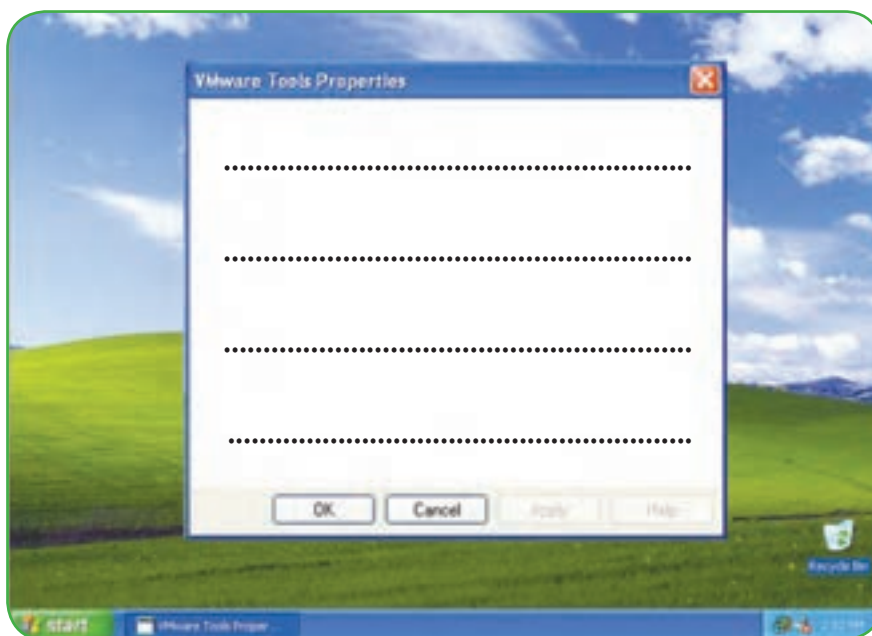 VMware Tools Properties
OK
Cancel
Apply
Help
Recycle Bin
start
VMware Tools Proper...